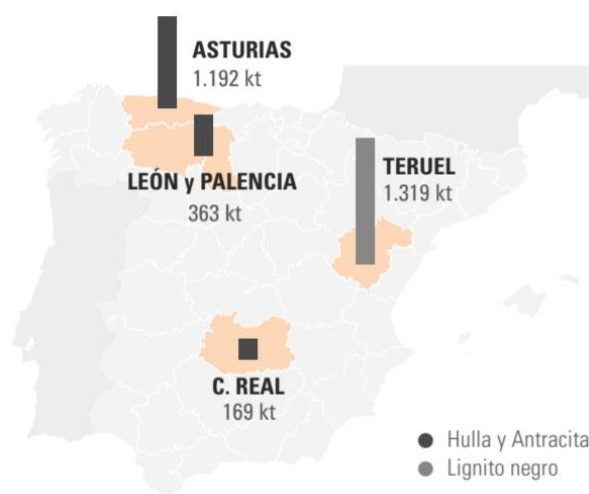 ASTURIAS
1.192 kt
LEÓN y PALENCIA
363 kt
TERUEL
1.319 kt
C. REAL
169 kt
Hulla y Antracita
Lignito negro